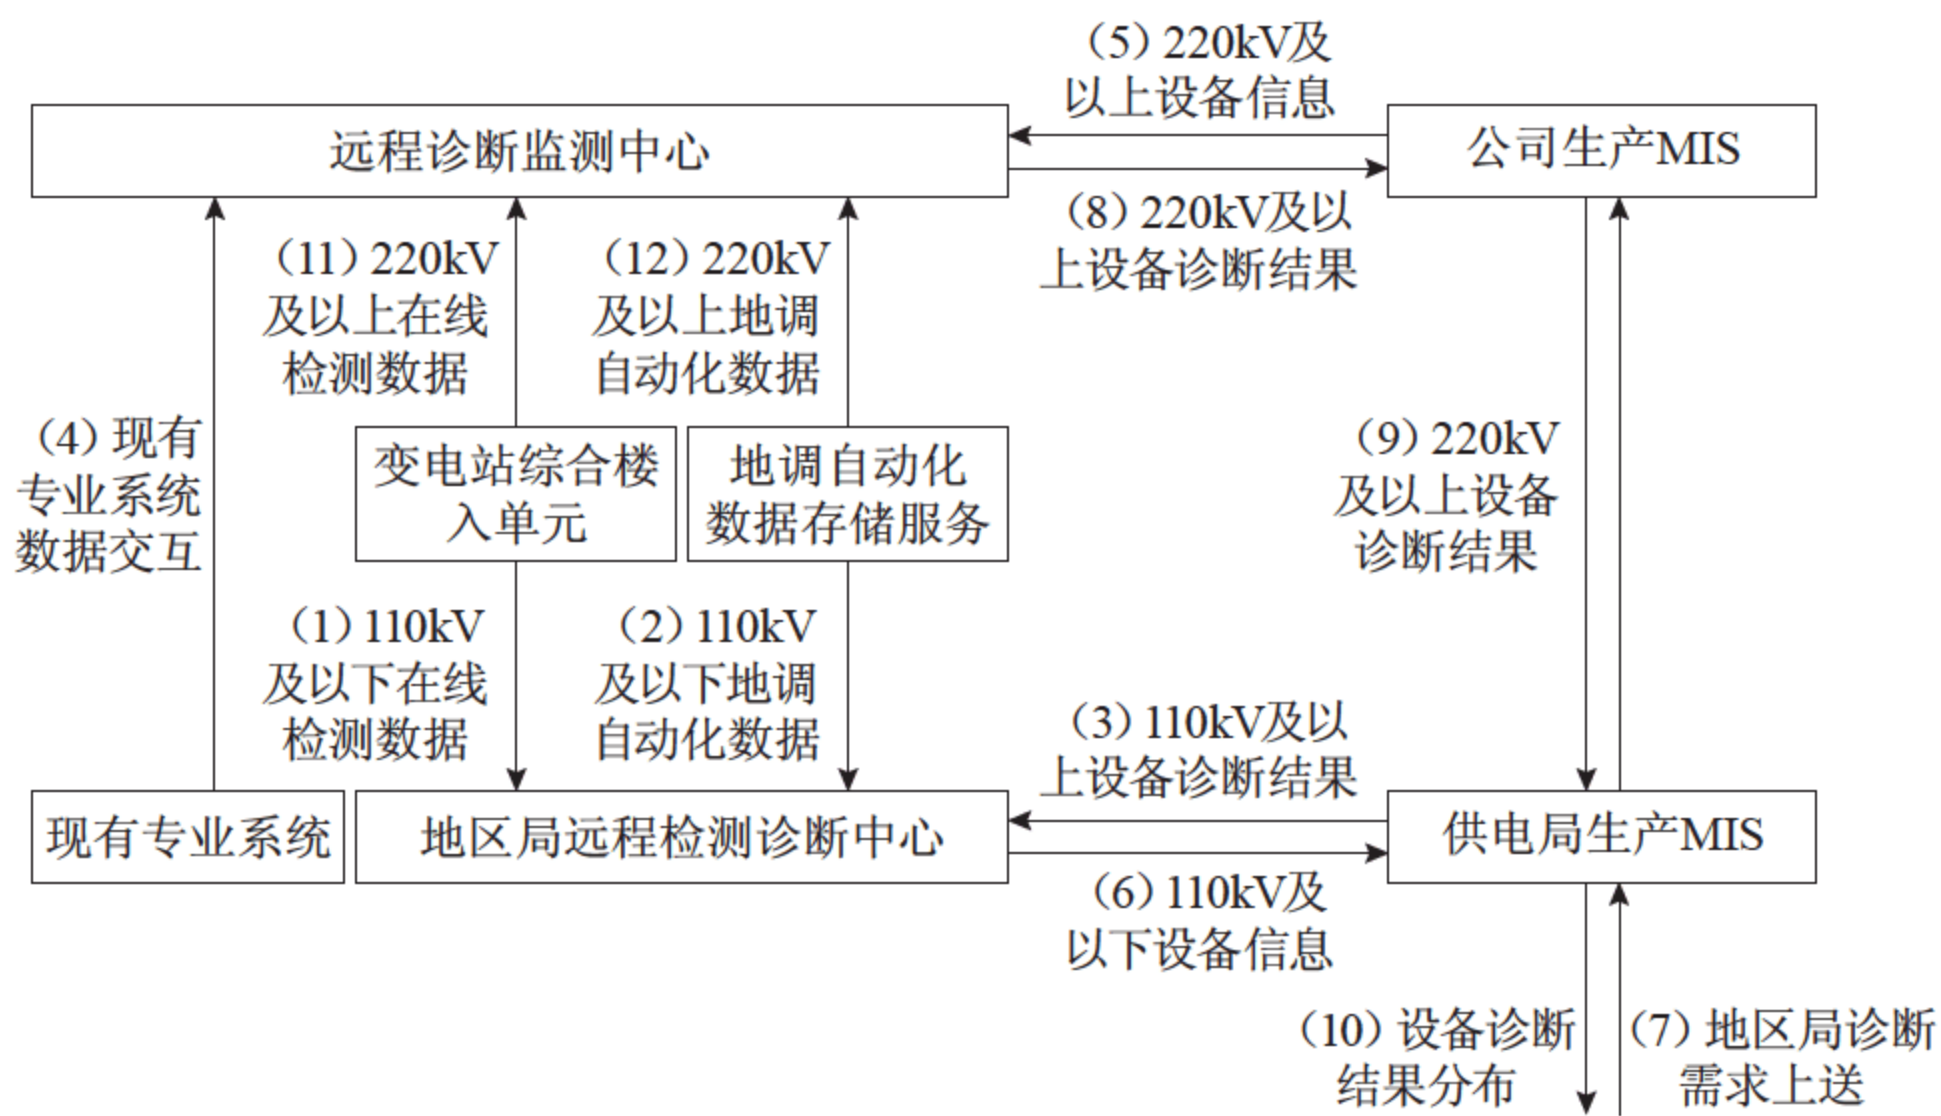 （5）220kV及
以上设备信息
远程诊断监测中心
公司生产MIS
（8）220kV及以
上设备诊断结果
（11）220kV
及以上在线
检测数据
（12）220kV
及以上地调
自动化数据
（4）现有
专业系统
数据交互
变电站综合楼
入单元
地调自动化
数据存储服务
（9）220kV
及以上设备
诊断结果
（1）110kV
及以下在线
检测数据
（2）110kV
及以下地调
自动化数据
（3）110kV及以
上设备诊断结果
现有专业系统
地区局远程检测诊断中心
供电局生产MIS
（6）110kV及
以下设备信息
（10）设备诊断
结果分布
（7）地区局诊断
需求上送